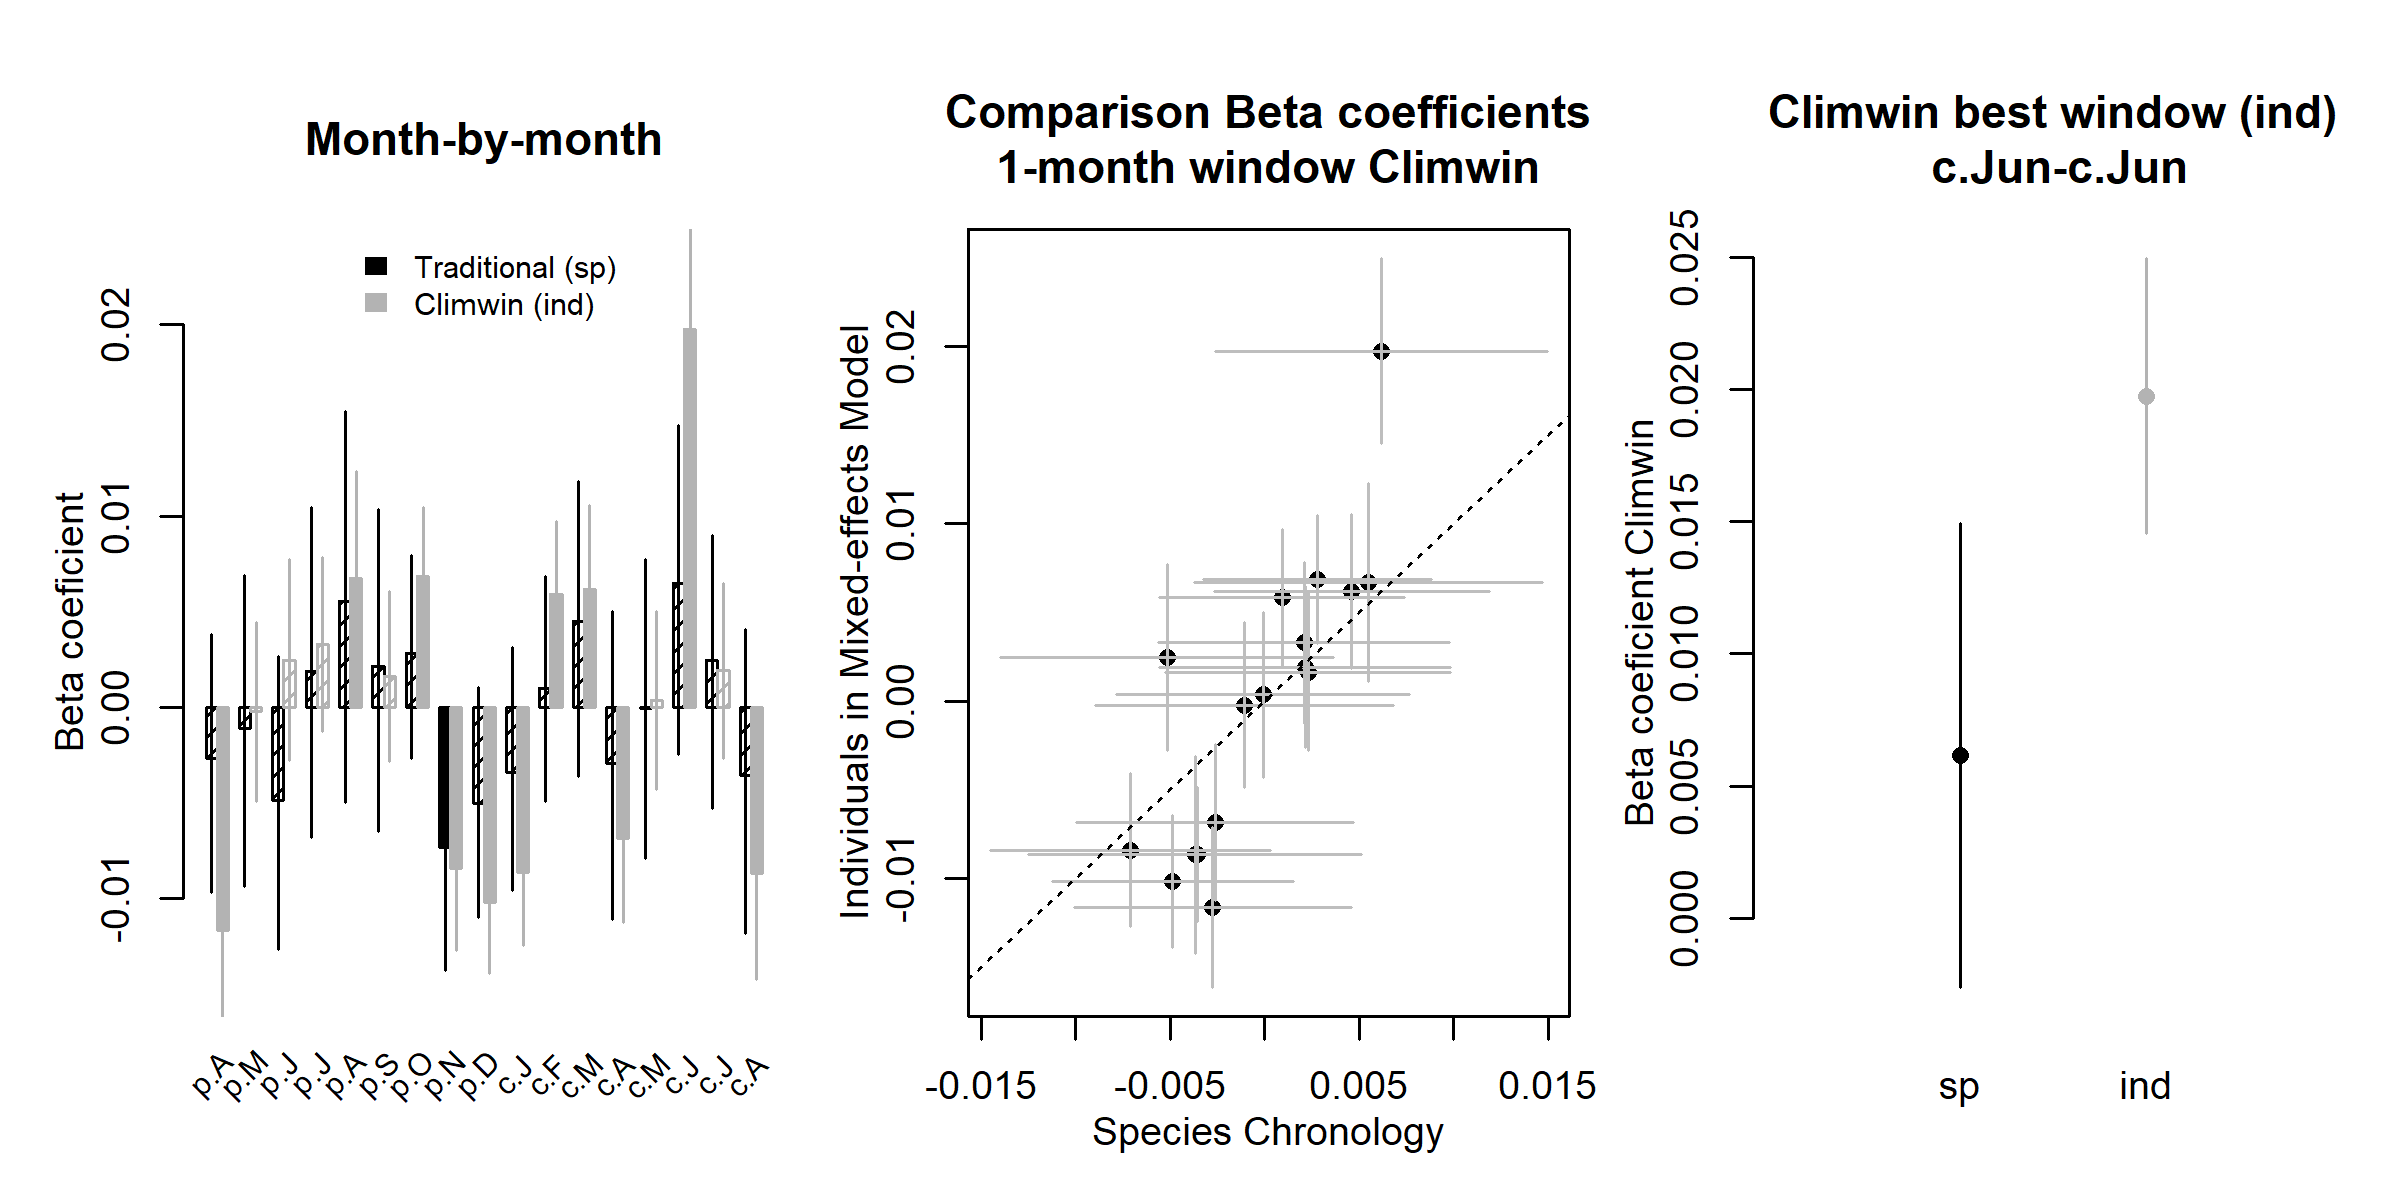 Month-by-month
Traditional (sp)
Climwin (ind)
Beta coeficient
0.02
0.01
0.00
-0.01
p.A
p.M
p.J
p.J
p.A
p.S
p.O
p.N
p.D
c.J
c.F
c.M
c.A
c.M
c.J
c.J
c.A
Comparison Beta coefficients
1-month window Climwin
Individuals in Mixed-effects Model
0.02
0.01
0.00
-0.01
-0.015
-0.005
0.005
0.015
Species Chronology
Climwin best window (ind)
c.Jun-c.Jun
Beta coeficient Climwin
0.025
0.020
0.015
0.010
0.005
0.000
sp
ind